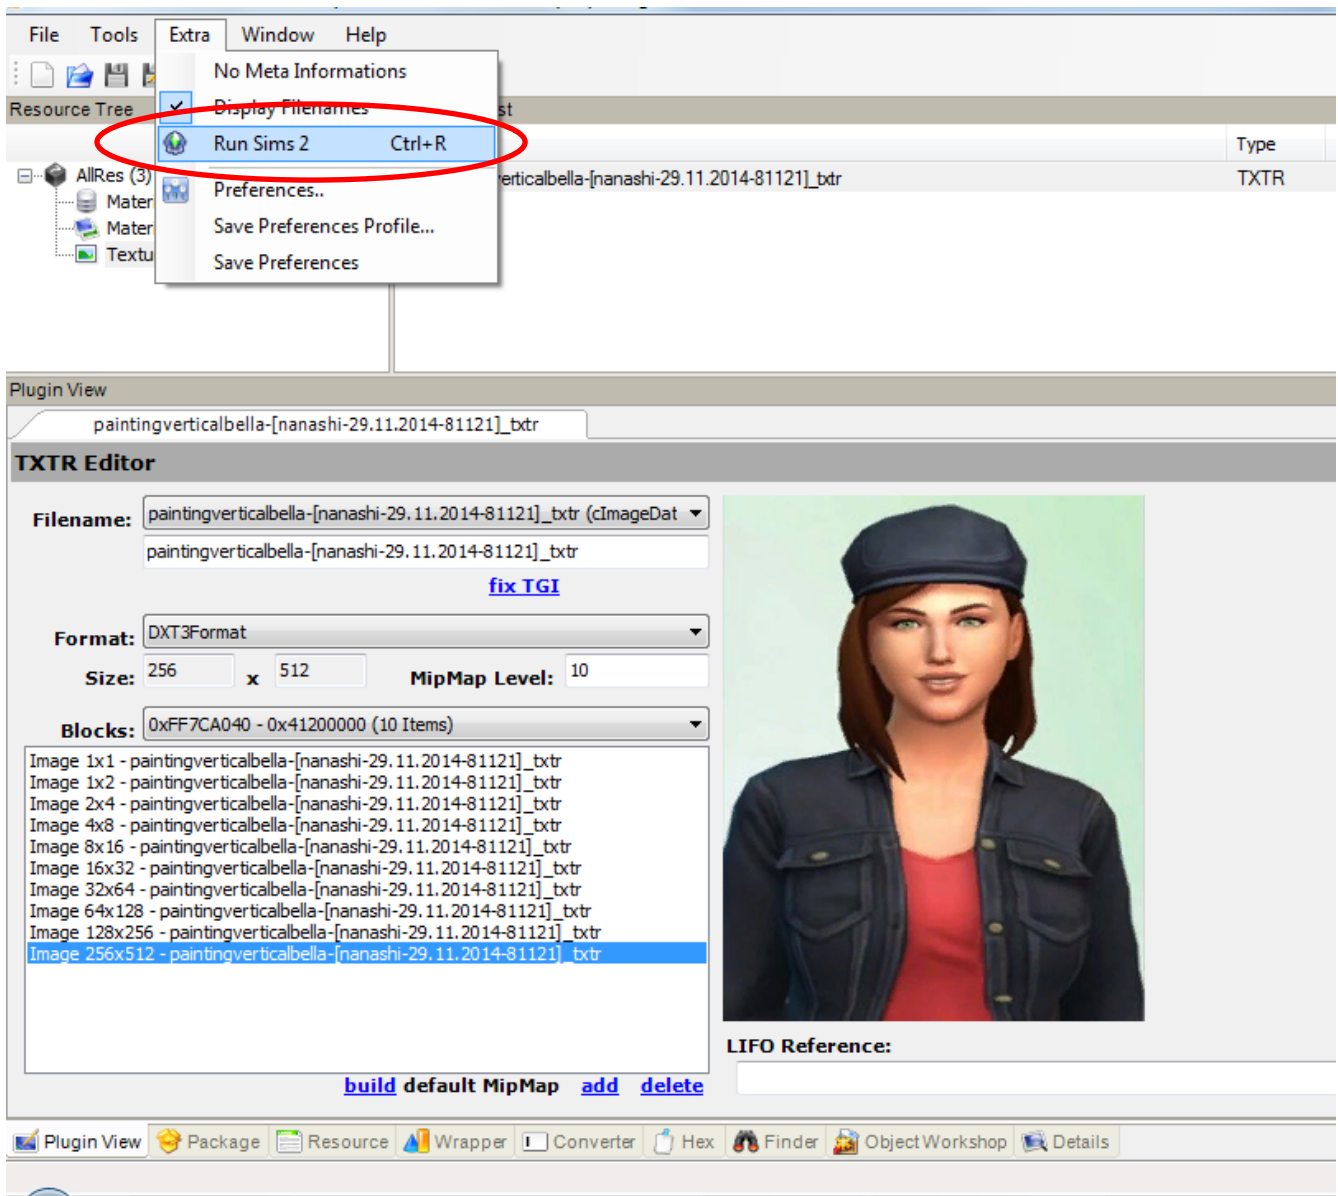 File Tools Extra Window Help
No Meta Informations
Resource Tree
Display Filenames
st
Run Sims 2 Ctrl+R
Type
AllRes (3)
verticalbella-[nanashi-29.11.2014-81121]_txtr TXTR
Preferences..
Mater
Save Preferences Profile...
Mater
Textu
Save Preferences
Plugin View
paintingverticalbella-[nanashi-29.11.2014-81121]_txtr
TXTR Editor
Filename: paintingverticalbella-[nanashi-29.11.2014-81121]_txtr (cImageDat
paintingverticalbella-[nanashi-29.11.2014-81121]_txtr
fix TGI
Format: DXT3Format
Size: 256 x 512 MipMap Level: 10
Blocks: 0xFF7CA040 - 0x41200000 (10 Items)
Image 1x1 - paintingverticalbella-[nanashi-29.11.2014-81121]_txtr
Image 1x2 - paintingverticalbella-[nanashi-29.11.2014-81121]_txtr
Image 2x4 - paintingverticalbella-[nanashi-29.11.2014-81121]_txtr
Image 4x8 - paintingverticalbella-[nanashi-29.11.2014-81121]_txtr
Image 8x16 - paintingverticalbella-[nanashi-29.11.2014-81121]_txtr
Image 16x32 - paintingverticalbella-[nanashi-29.11.2014-81121]_txtr
Image 32x64 - paintingverticalbella-[nanashi-29.11.2014-81121]_txtr
Image 64x128 - paintingverticalbella-[nanashi-29.11.2014-81121]_txtr
Image 128x256 - paintingverticalbella-[nanashi-29.11.2014-81121]_txtr
Image 256x512 - paintingverticalbella-[nanashi-29.11.2014-81121]_txtr
LIFO Reference:
build default MipMap add delete
Plugin View Package Resource Wrapper Converter Hex Finder Object Workshop Details